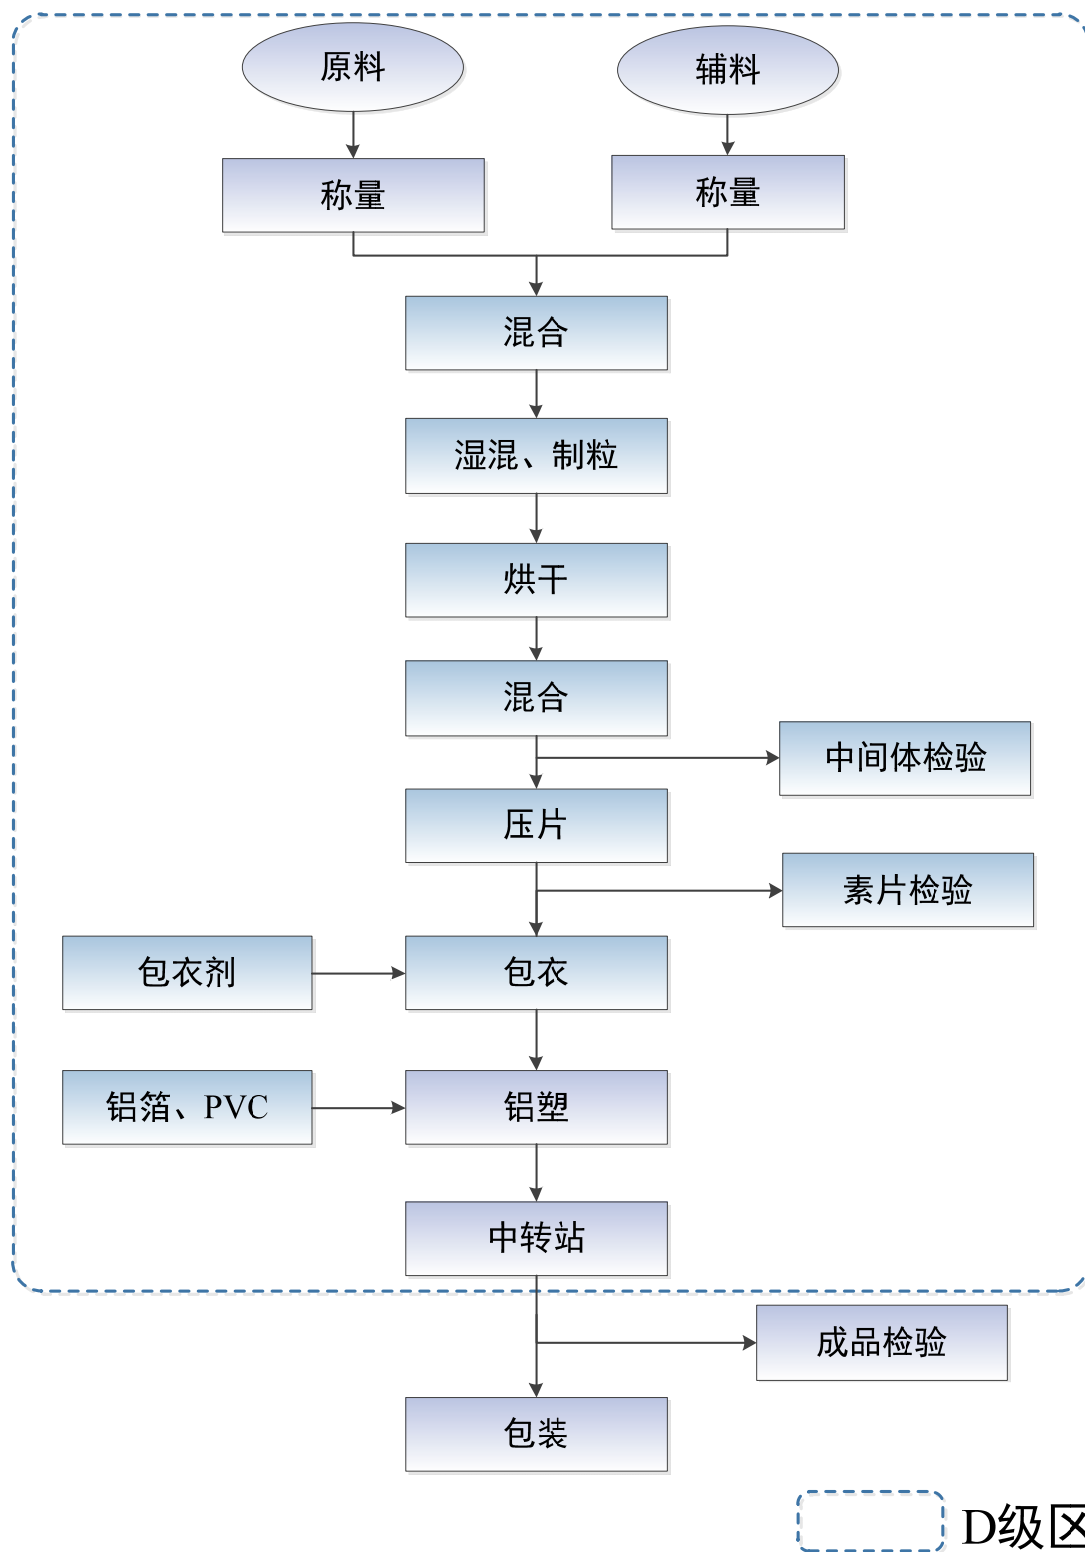 原料
辅料
称量
称量
混合
湿混、制粒
烘干
混合
中间体检验
压片
素片检验
包衣剂
包衣
铝箔、PVC
铝塑
中转站
成品检验
包装
D级区